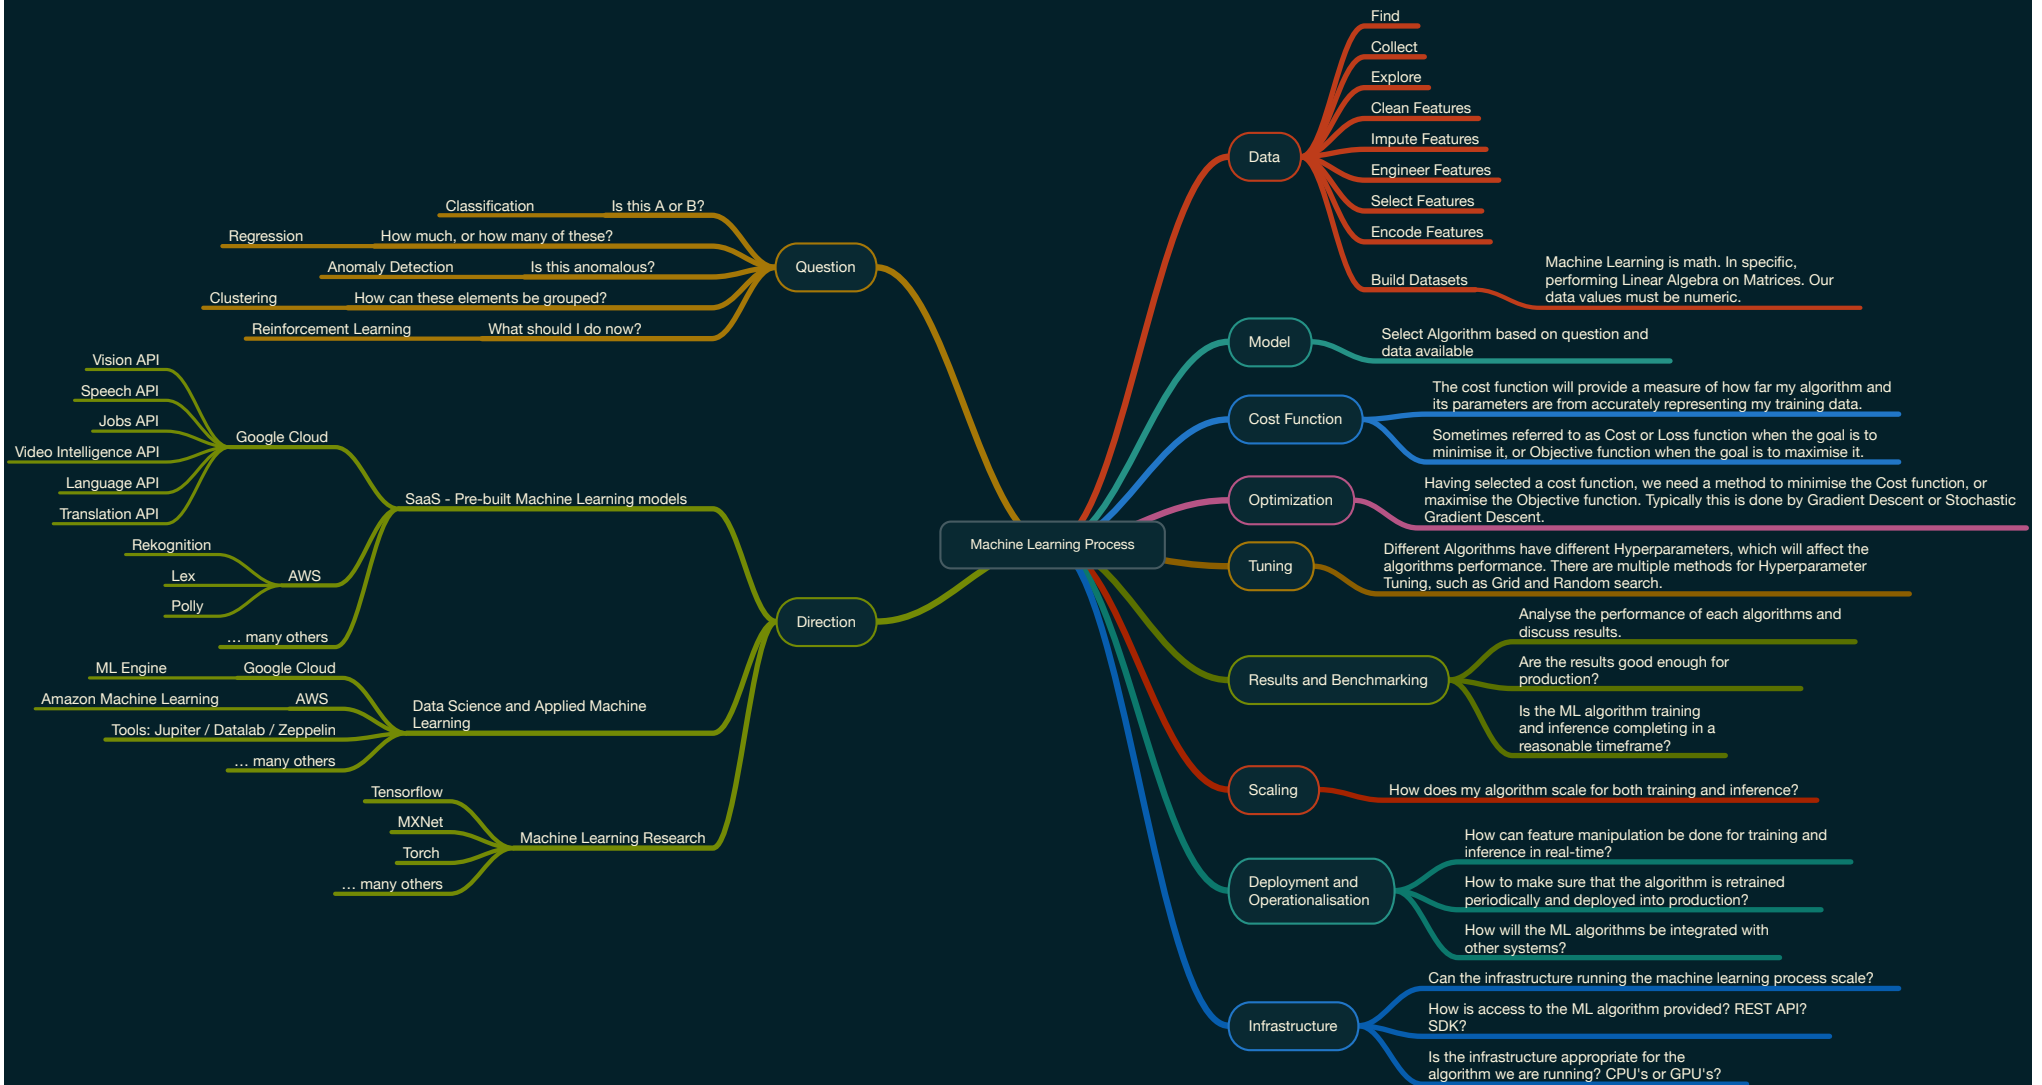 Machine Learning Process
Question
Is this A or B?
Classification
How much, or how many of these?
Regression
Is this anomalous?
Anomaly Detection
How can these elements be grouped?
Clustering
What should I do now?
Reinforcement Learning
Direction
SaaS - Pre-built Machine Learning models
Google Cloud
Vision API
Speech API
Jobs API
Video Intelligence API
Language API
Translation API
AWS
Rekognition
Lex
Polly
... many others
Data Science and Applied Machine
Learning
Google Cloud
ML Engine
AWS
Amazon Machine Learning
Tools: Jupiter / Datalab / Zeppelin
... many others
Machine Learning Research
Tensorflow
MXNet
Torch
... many others
Data
Find
Collect
Explore
Clean Features
Impute Features
Engineer Features
Select Features
Encode Features
Build Datasets
Machine Learning is math. In specific,
performing Linear Algebra on Matrices. Our
data values must be numeric.
Model
Select Algorithm based on question and
data available
Cost Function
The cost function will provide a measure of how far my algorithm and
its parameters are from accurately representing my training data.
Sometimes referred to as Cost or Loss function when the goal is to
minimise it, or Objective function when the goal is to maximise it.
Optimization
Having selected a cost function, we need a method to minimise the Cost function, or
maximise the Objective function. Typically this is done by Gradient Descent or Stochastic
Gradient Descent.
Tuning
Different Algorithms have different Hyperparameters, which will affect the
algorithms performance. There are multiple methods for Hyperparameter
Tuning, such as Grid and Random search.
Results and Benchmarking
Analyse the performance of each algorithms and
discuss results.
Are the results good enough for
production?
Is the ML algorithm training
and inference completing in a
reasonable timeframe?
Scaling
How does my algorithm scale for both training and inference?
Deployment and
Operationalisation
How can feature manipulation be done for training and
inference in real-time?
How to make sure that the algorithm is retrained
periodically and deployed into production?
How will the ML algorithms be integrated with
other systems?
Infrastructure
Can the infrastructure running the machine learning process scale?
How is access to the ML algorithm provided? REST API?
SDK?
Is the infrastructure appropriate for the
algorithm we are running? CPU's or GPU's?